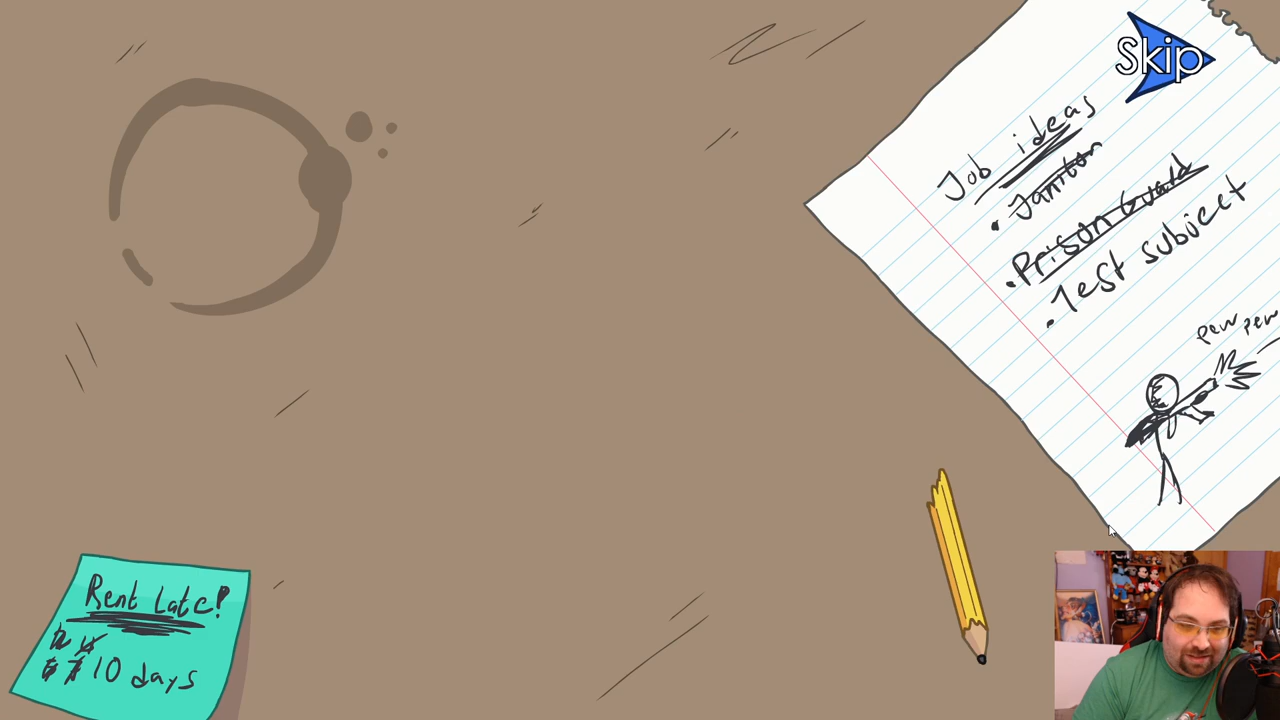 Skip
Job ideas
• Janitor
• Prison Guard
• Test subject
pew pew
Rent Late!
10 days